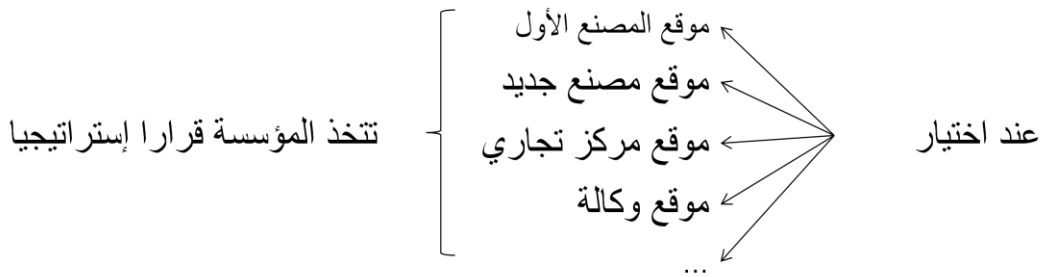 عند اختيار
موقع المصنع الأول
موقع مصنع جديد
موقع مركز تجاري
موقع وكالة
...
تتخذ المؤسسة قرارا إستراتيجيا